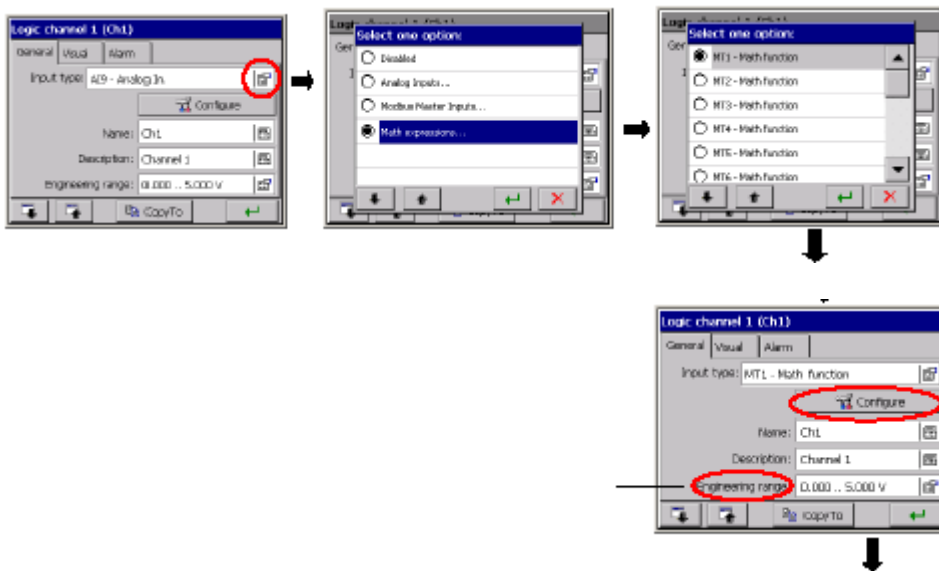 Logic channel 1 (Ch1)
General Visual Alarm
Input type: AI9 - Analog In.
Configure
Name: Ch1
Description: Channel 1
Engineering range: 0.000 .. 5.000 V
CopyTo
Select one option:
Disabled
Analog Inputs...
Modbus Master Inputs...
Math expressions...
Select one option:
MT1 - Math function
MT2 - Math function
MT3 - Math function
MT4 - Math function
MT5 - Math function
MT6 - Math function
Logic channel 1 (Ch1)
General Visual Alarm
Input type: MT1 - Math function
Configure
Name: Ch1
Description: Channel 1
Engineering range: 0.000 .. 5.000 V
CopyTo